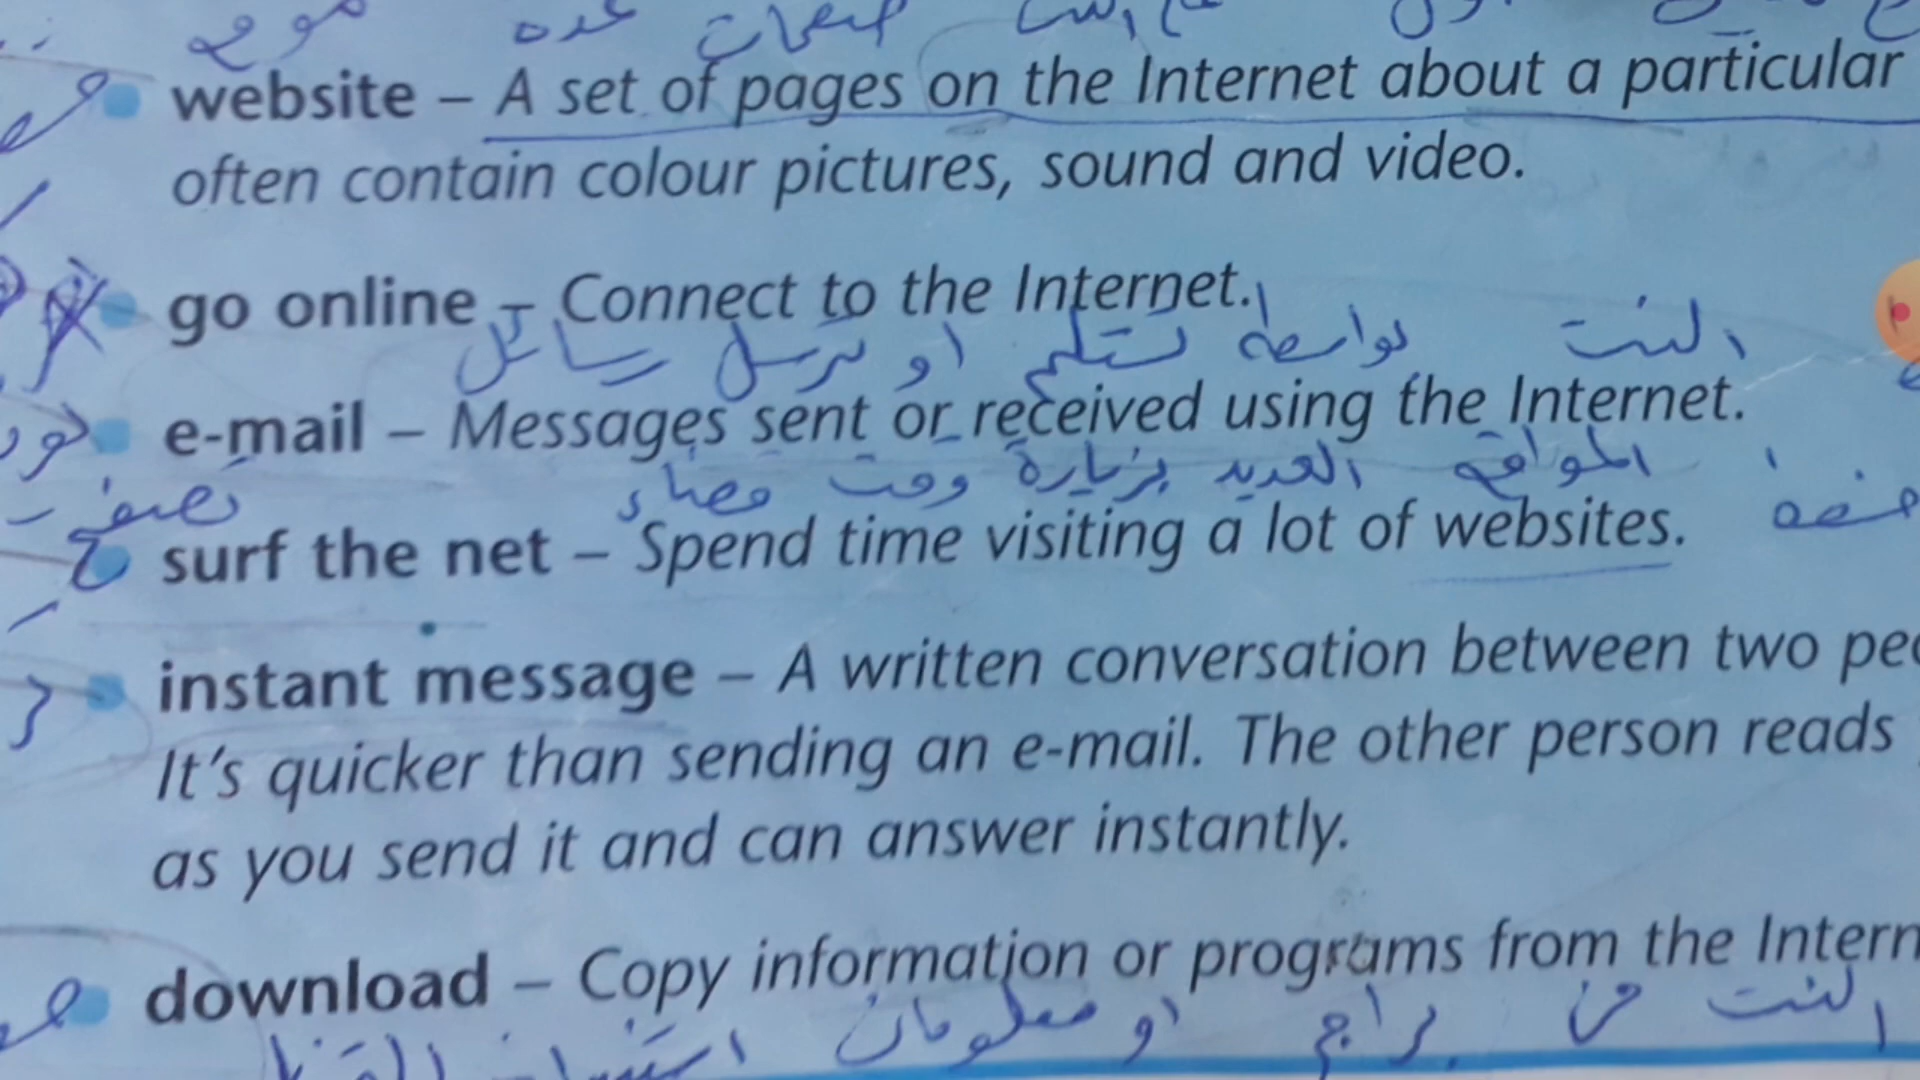 موقع عدة صفحات
website – A set of pages on the Internet about a particular
often contain colour pictures, sound and video.
go online – Connect to the Internet.
رسائل ترسل او تستلم بواسطة النت
e-mail – Messages sent or received using the Internet.
وقت بزيارة العديد المواقع
surf the net – Spend time visiting a lot of websites.
instant message – A written conversation between two
It's quicker than sending an e-mail. The other person reads
as you send it and can answer instantly.
download – Copy information or programs from the Intern
او معلومات
برامج من النت